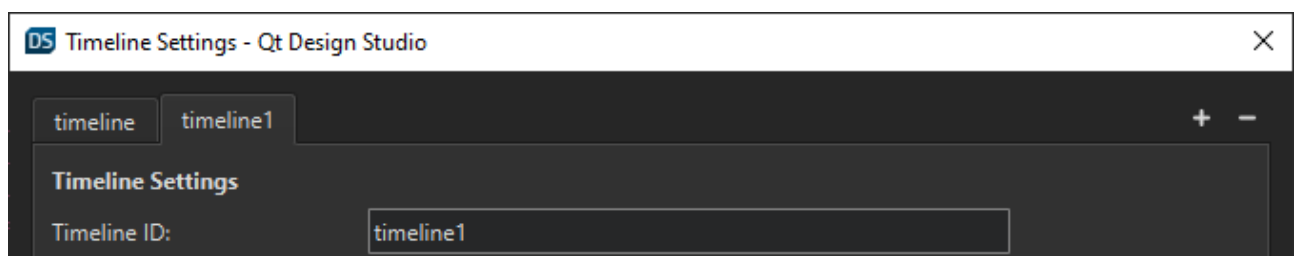 DS Timeline Settings - Qt Design Studio
timeline timeline1
Timeline Settings
Timeline ID: timeline1